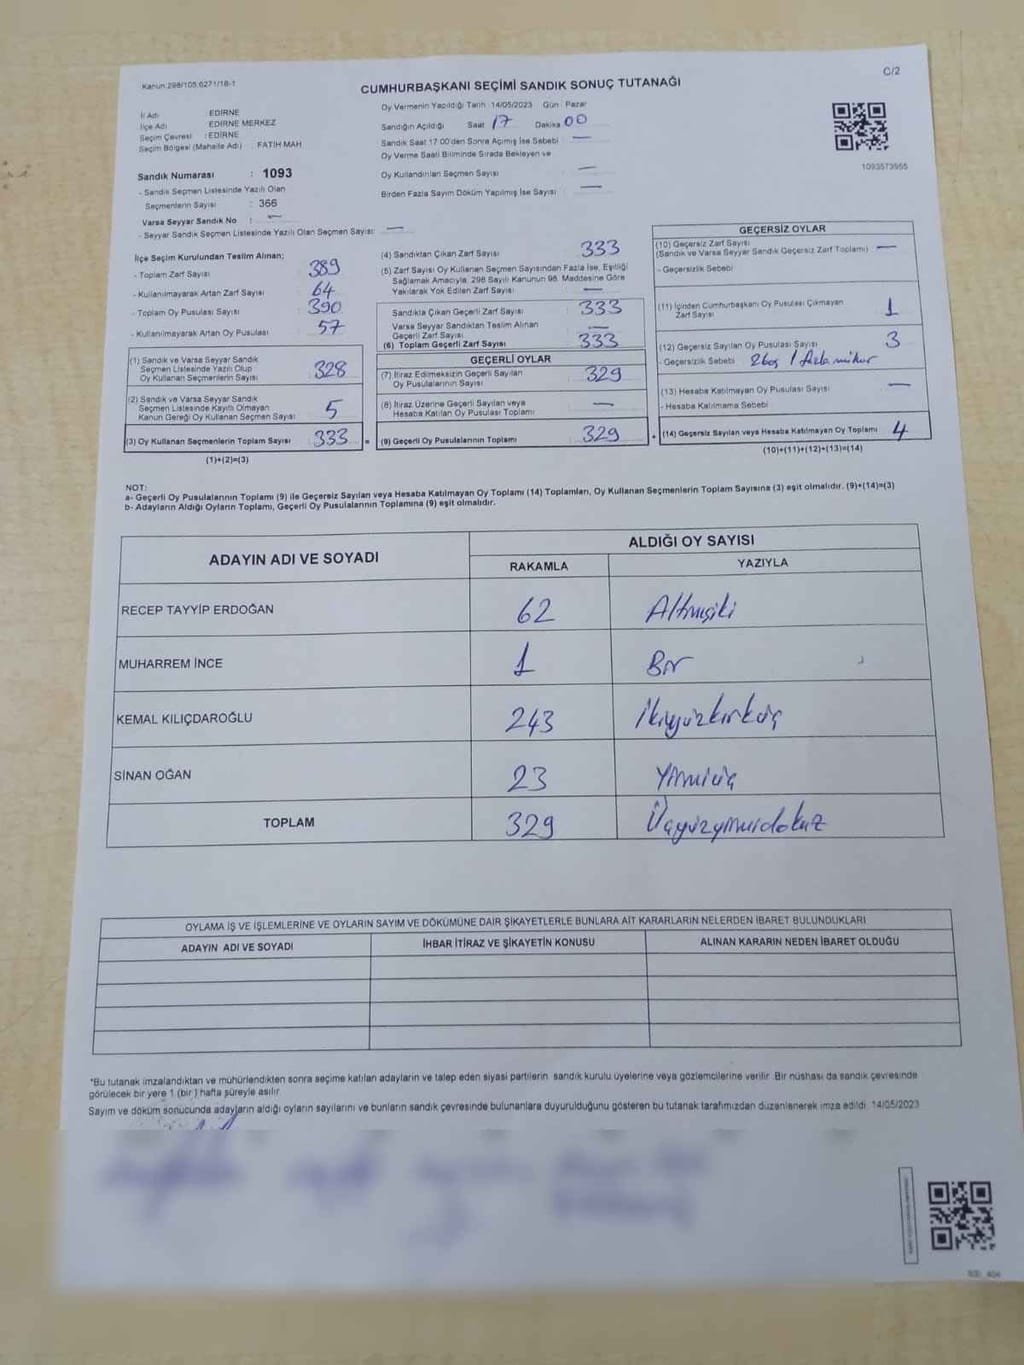 Kanun:298/105.6271/18-1
C/2
CUMHURBAŞKANI SEÇİMİ SANDIK SONUÇ TUTANAĞI
İl Adı : EDİRNE
İlçe Adı : EDİRNE MERKEZ
Seçim Çevresi : EDİRNE
Seçim Bölgesi (Mahalle Adı) : FATİH MAH
Sandık Numarası : 1093
- Sandık Seçmen Listesinde Yazılı Olan
Seçmenlerin Sayısı : 366
Varsa Seyyar Sandık No : —
- Seyyar Sandık Seçmen Listesinde Yazılı Olan Seçmen Sayısı: —
Oy Vermenin Yapıldığı Tarih 14/05/2023 Gün : Pazar
Sandığın Açıldığı Saat 17 Dakika 00
Sandık Saat 17:00'den Sonra Açılmış İse Sebebi —
Oy Verme Saati Bitiminde Sırada Bekleyen ve
Oy Kullandırılan Seçmen Sayısı —
Birden Fazla Sayım Döküm Yapılmış İse Sayısı —
1093573955
İlçe Seçim Kurulundan Teslim Alınan;
- Toplam Zarf Sayısı 389
- Kullanılmayarak Artan Zarf Sayısı 64
- Toplam Oy Pusulası Sayısı 390
- Kullanılmayarak Artan Oy Pusulası 57
(1) Sandık ve Varsa Seyyar Sandık
Seçmen Listesinde Yazılı Olup
Oy Kullanan Seçmenlerin Sayısı 328
(2) Sandık ve Varsa Seyyar Sandık
Seçmen Listesinde Kayıtlı Olmayan
Kanun Gereği Oy Kullanan Seçmen Sayısı 5
(3) Oy Kullanan Seçmenlerin Toplam Sayısı 333 =
(1)+(2)=(3)
(4) Sandıktan Çıkan Zarf Sayısı 333
(5) Zarf Sayısı Oy Kullanan Seçmen Sayısından Fazla İse, Eşitliği
Sağlamak Amacıyla, 298 Sayılı Kanunun 98. Maddesine Göre
Yakılarak Yok Edilen Zarf Sayısı —
Sandıkta Çıkan Geçerli Zarf Sayısı 333
Varsa Seyyar Sandıktan Teslim Alınan
Geçerli Zarf Sayısı —
(6) Toplam Geçerli Zarf Sayısı 333
GEÇERLİ OYLAR
(7) İtiraz Edilmeksizin Geçerli Sayılan
Oy Pusulalarının Sayısı 329
(8) İtiraz Üzerine Geçerli Sayılan veya
Hesaba Katılan Oy Pusulası Toplamı —
(9) Geçerli Oy Pusulalarının Toplamı 329 +
GEÇERSİZ OYLAR
(10) Geçersiz Zarf Sayısı
(Sandık ve Varsa Seyyar Sandık Geçersiz Zarf Toplamı) —
- Geçersizlik Sebebi
(11) İçinden Cumhurbaşkanı Oy Pusulası Çıkmayan
Zarf Sayısı 1
(12) Geçersiz Sayılan Oy Pusulası Sayısı 3
- Geçersizlik Sebebi 2boş 1 fazla mühür
(13) Hesaba Katılmayan Oy Pusulası Sayısı —
- Hesaba Katılmama Sebebi
(14) Geçersiz Sayılan veya Hesaba Katılmayan Oy Toplamı 4
(10)+(11)+(12)+(13)=(14)
NOT:
a- Geçerli Oy Pusulalarının Toplamı (9) ile Geçersiz Sayılan veya Hesaba Katılmayan Oy Toplamı (14) Toplamları, Oy Kullanan Seçmenlerin Toplam Sayısına (3) eşit olmalıdır. (9)+(14)=(3)
b- Adayların Aldığı Oyların Toplamı, Geçerli Oy Pusulalarının Toplamına (9) eşit olmalıdır.
ADAYIN ADI VE SOYADI
ALDIĞI OY SAYISI
RAKAMLA YAZIYLA
RECEP TAYYİP ERDOĞAN 62 Altmışiki
MUHARREM İNCE 1 Bir
KEMAL KILIÇDAROĞLU 243 İkiyüzkırküç
SİNAN OĞAN 23 Yirmiüç
TOPLAM 329 Üçyüzyirmidokuz
OYLAMA İŞ VE İŞLEMLERİNE VE OYLARIN SAYIM VE DÖKÜMÜNE DAİR ŞİKAYETLERLE BUNLARA AİT KARARLARIN NELERDEN İBARET BULUNDUKLARI
ADAYIN ADI VE SOYADI İHBAR İTİRAZ VE ŞİKAYETİN KONUSU ALINAN KARARIN NEDEN İBARET OLDUĞU
*Bu tutanak imzalandıktan ve mühürlendikten sonra seçime katılan adayların ve talep eden siyasi partilerin sandık kurulu üyelerine veya gözlemcilerine verilir. Bir nüshası da sandık çevresinde
görülecek bir yere 1 (bir) hafta süreyle asılır
Sayım ve döküm sonucunda adayların aldığı oyların sayılarını ve bunların sandık çevresinde bulunanlara duyurulduğunu gösteren bu tutanak tarafımızdan düzenlenerek imza edildi. 14/05/2023